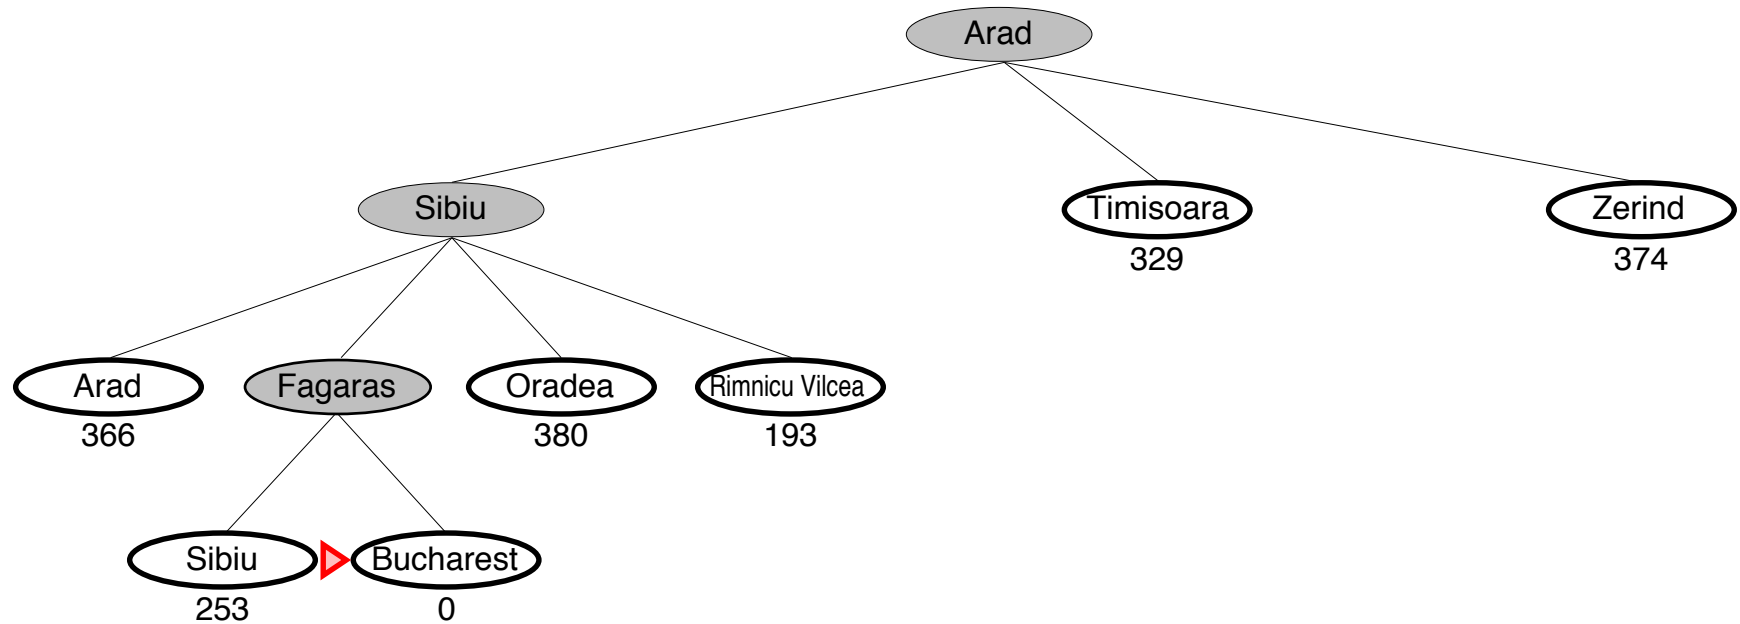 Arad
Sibiu
Timisoara
Zerind
329
374
Arad
Fagaras
Oradea
Rimnicu Vilcea
366
380
193
Sibiu
Bucharest
253
0